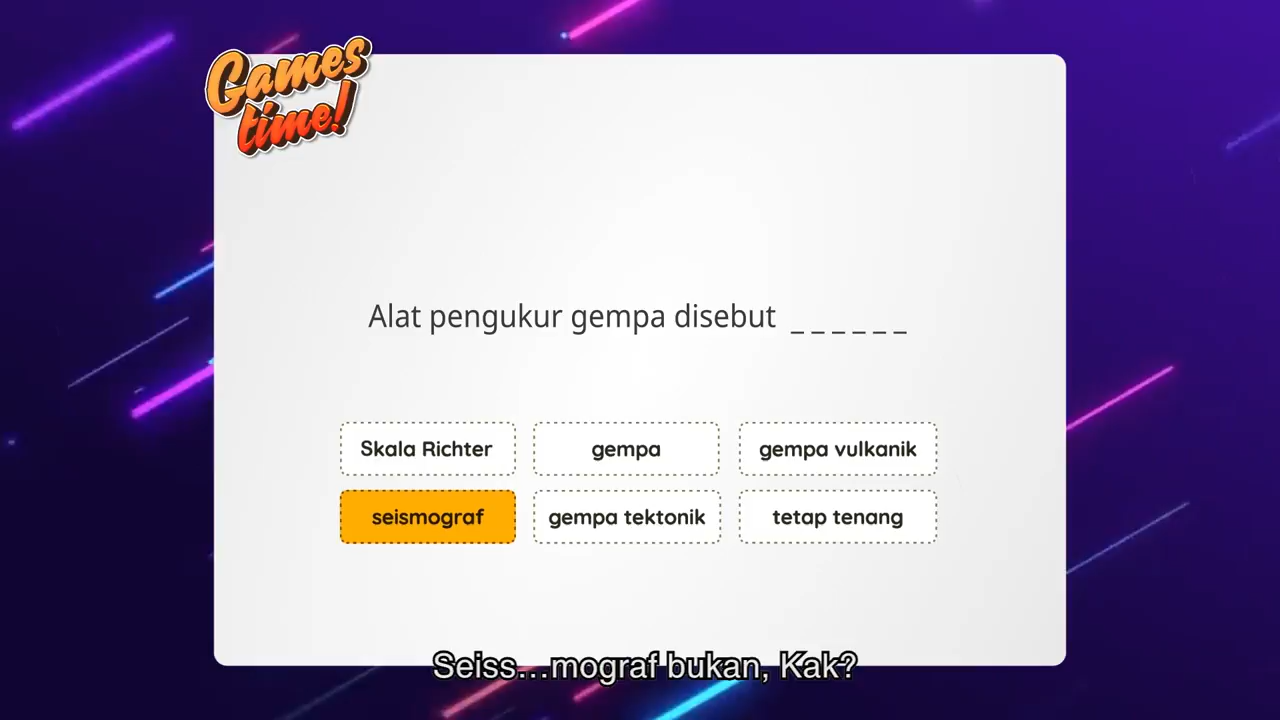 Games
time!
Alat pengukur gempa disebut _ _ _ _ _ _
Skala Richter
gempa
gempa vulkanik
seismograf
gempa tektonik
tetap tenang
Seiss...mograf bukan, Kak?